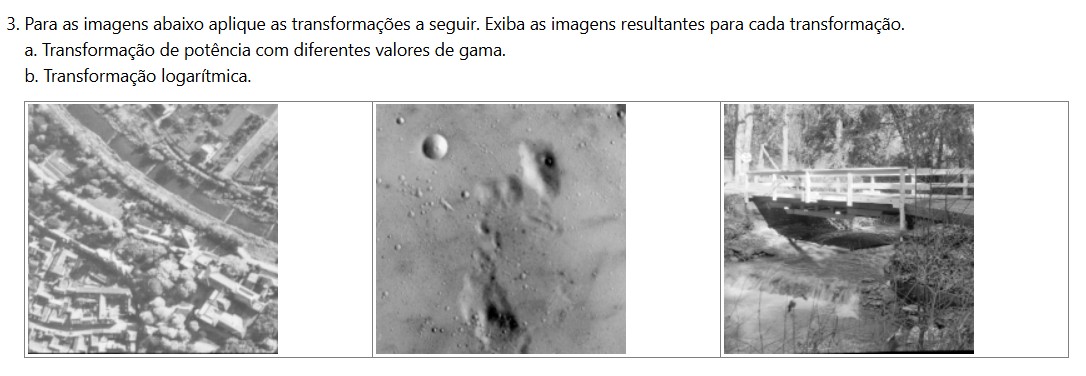 3. Para as imagens abaixo aplique as transformações a seguir. Exiba as imagens resultantes para cada transformação.
a. Transformação de potência com diferentes valores de gama.
b. Transformação logarítmica.